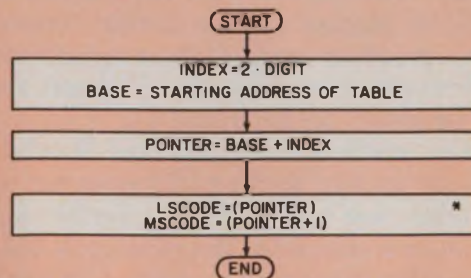 START
INDEX=2 · DIGIT
BASE = STARTING ADDRESS OF TABLE
POINTER= BASE + INDEX
LSCODE =(POINTER) *
MSCODE =(POINTER+1)
END